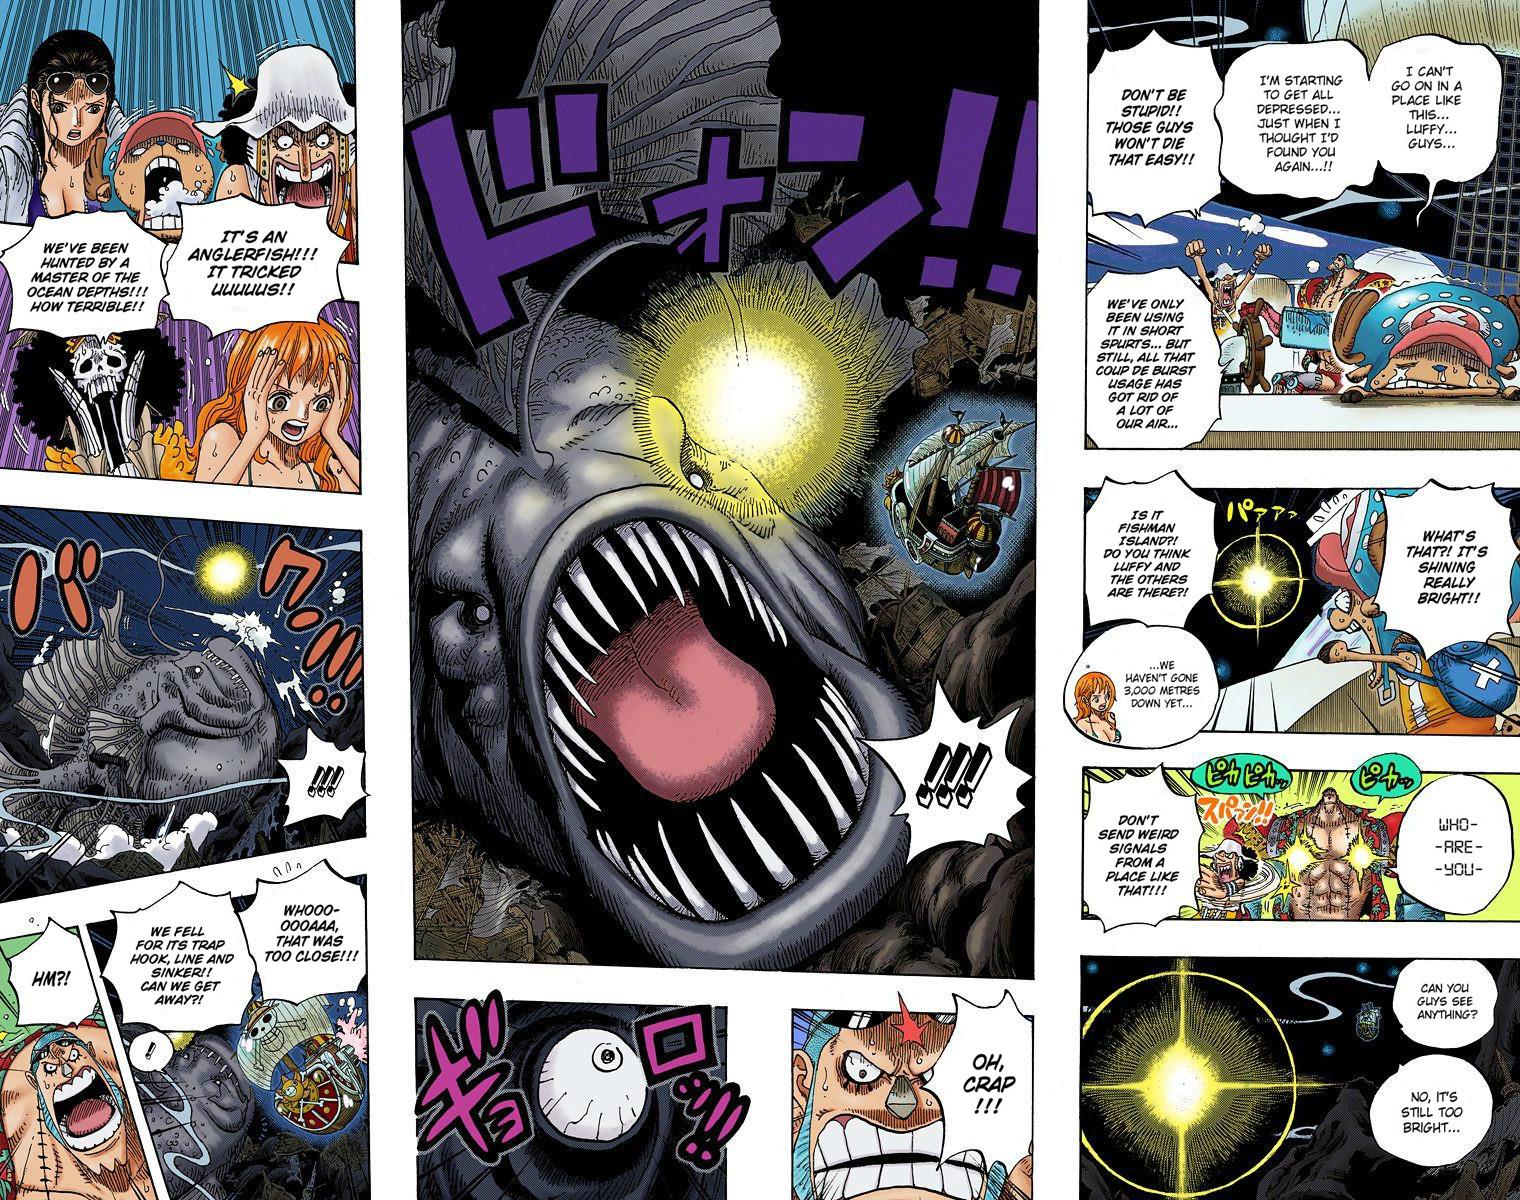 I CAN'T
GO ON IN A
PLACE LIKE
THIS...
LUFFY...
GUYS...
I'M STARTING
TO GET ALL
DEPRESSED...
JUST WHEN I
THOUGHT I'D
FOUND YOU
AGAIN...!!
DON'T BE
STUPID!!
THOSE GUYS
WON'T DIE
THAT EASY!!
WE'VE ONLY
BEEN USING
IT IN SHORT
SPURTS... BUT
STILL, ALL THAT
COUP DE BURST
USAGE HAS
GOT RID OF
A LOT OF
OUR AIR...
WHAT'S
THAT?! IT'S
SHINING
REALLY
BRIGHT!!
パアアァ
IS IT
FISHMAN
ISLAND?!
DO YOU THINK
LUFFY AND
THE OTHERS
ARE THERE?!
...WE
HAVEN'T GONE
3,000 METRES
DOWN YET...
ピカッ
ピカピカッ
WHO-
-ARE-
-YOU-
スパァン!!
DON'T
SEND WEIRD
SIGNALS
FROM A
PLACE LIKE
THAT!!!
CAN YOU
GUYS SEE
ANYTHING?
NO, IT'S
STILL TOO
BRIGHT...
ドォン!!
!!!
OH,
CRAP
!!!
ギョロッ!!
IT'S AN
ANGLERFISH!!!
IT TRICKED
UUUUUS!!
WE'VE BEEN
HUNTED BY A
MASTER OF THE
OCEAN DEPTHS!!!
HOW TERRIBLE!!
バクン!!!
!!!
WHOOO-
OOOAAA,
THAT WAS
TOO CLOSE!!!
WE FELL
FOR ITS TRAP
HOOK, LINE AND
SINKER!!
CAN WE GET
AWAY?!
!
HM?!